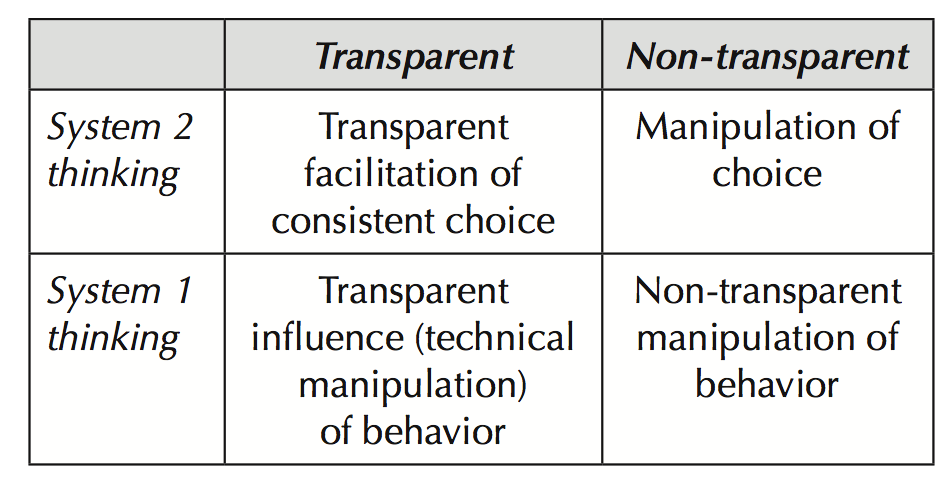 Transparent Non-transparent
System 2 thinking
Transparent
facilitation of
consistent choice
Manipulation of
choice
System 1
thinking
Transparent
influence (technical
manipulation)
of behavior
Non-transparent
manipulation of
behavior